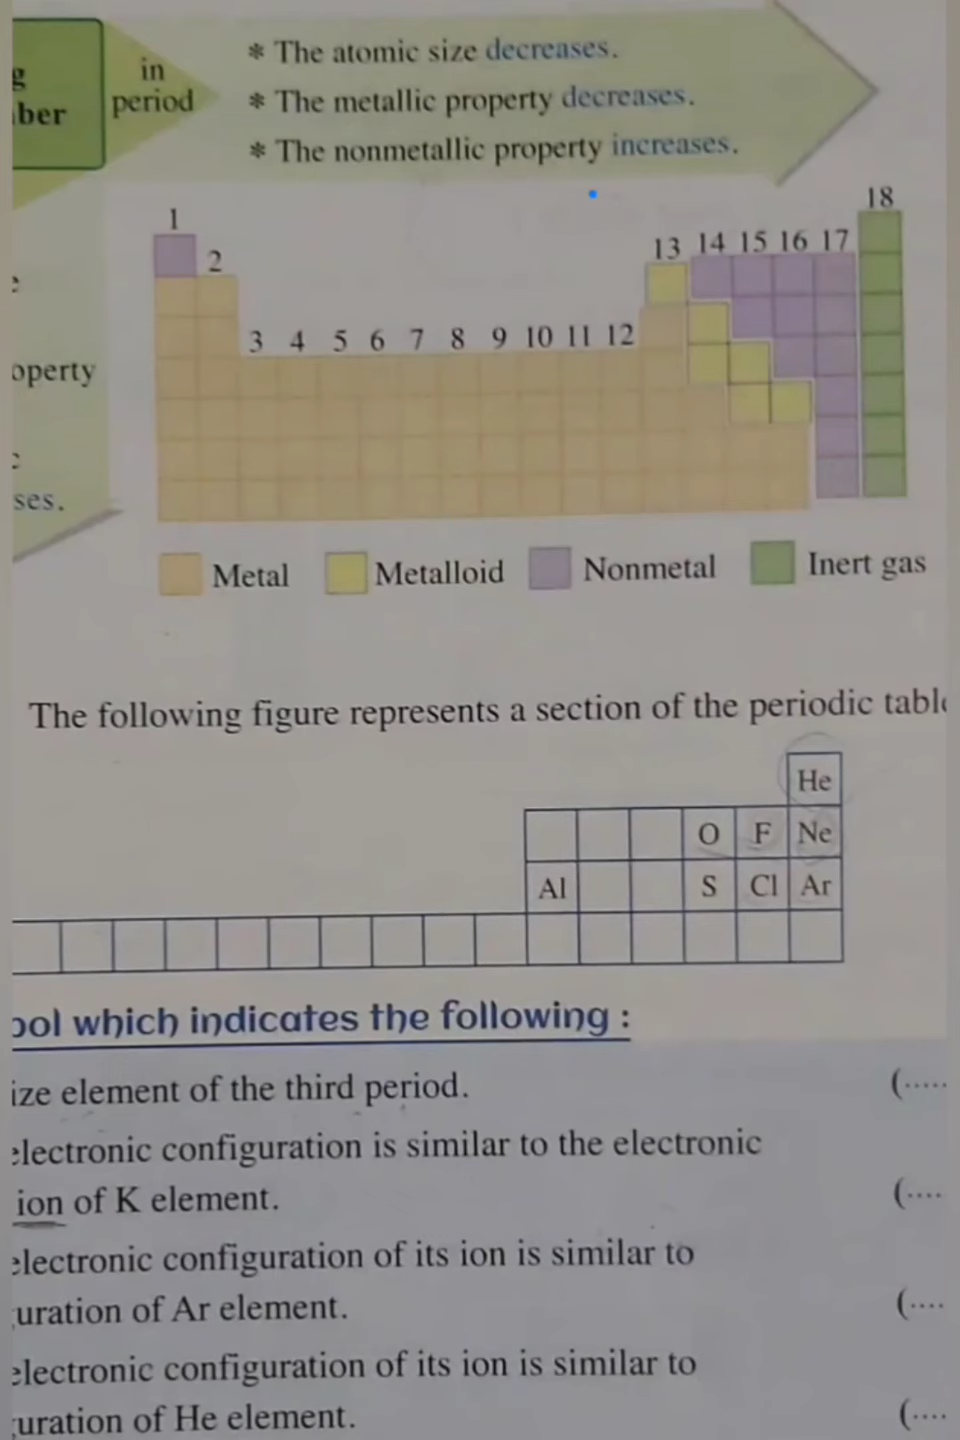 g
in
ber
period
* The atomic size decreases.
* The metallic property decreases.
* The nonmetallic property increases.
1
2
3 4 5 6 7 8 9 10 11 12
13 14 15 16 17
18
operty
ses.
Metal
Metalloid
Nonmetal
Inert gas
The following figure represents a section of the periodic tabl
He
O F Ne
Al S Cl Ar
ool which indicates the following :
ize element of the third period. (.....
electronic configuration is similar to the electronic
ion of K element. (....
electronic configuration of its ion is similar to
uration of Ar element. (....
electronic configuration of its ion is similar to
uration of He element. (....